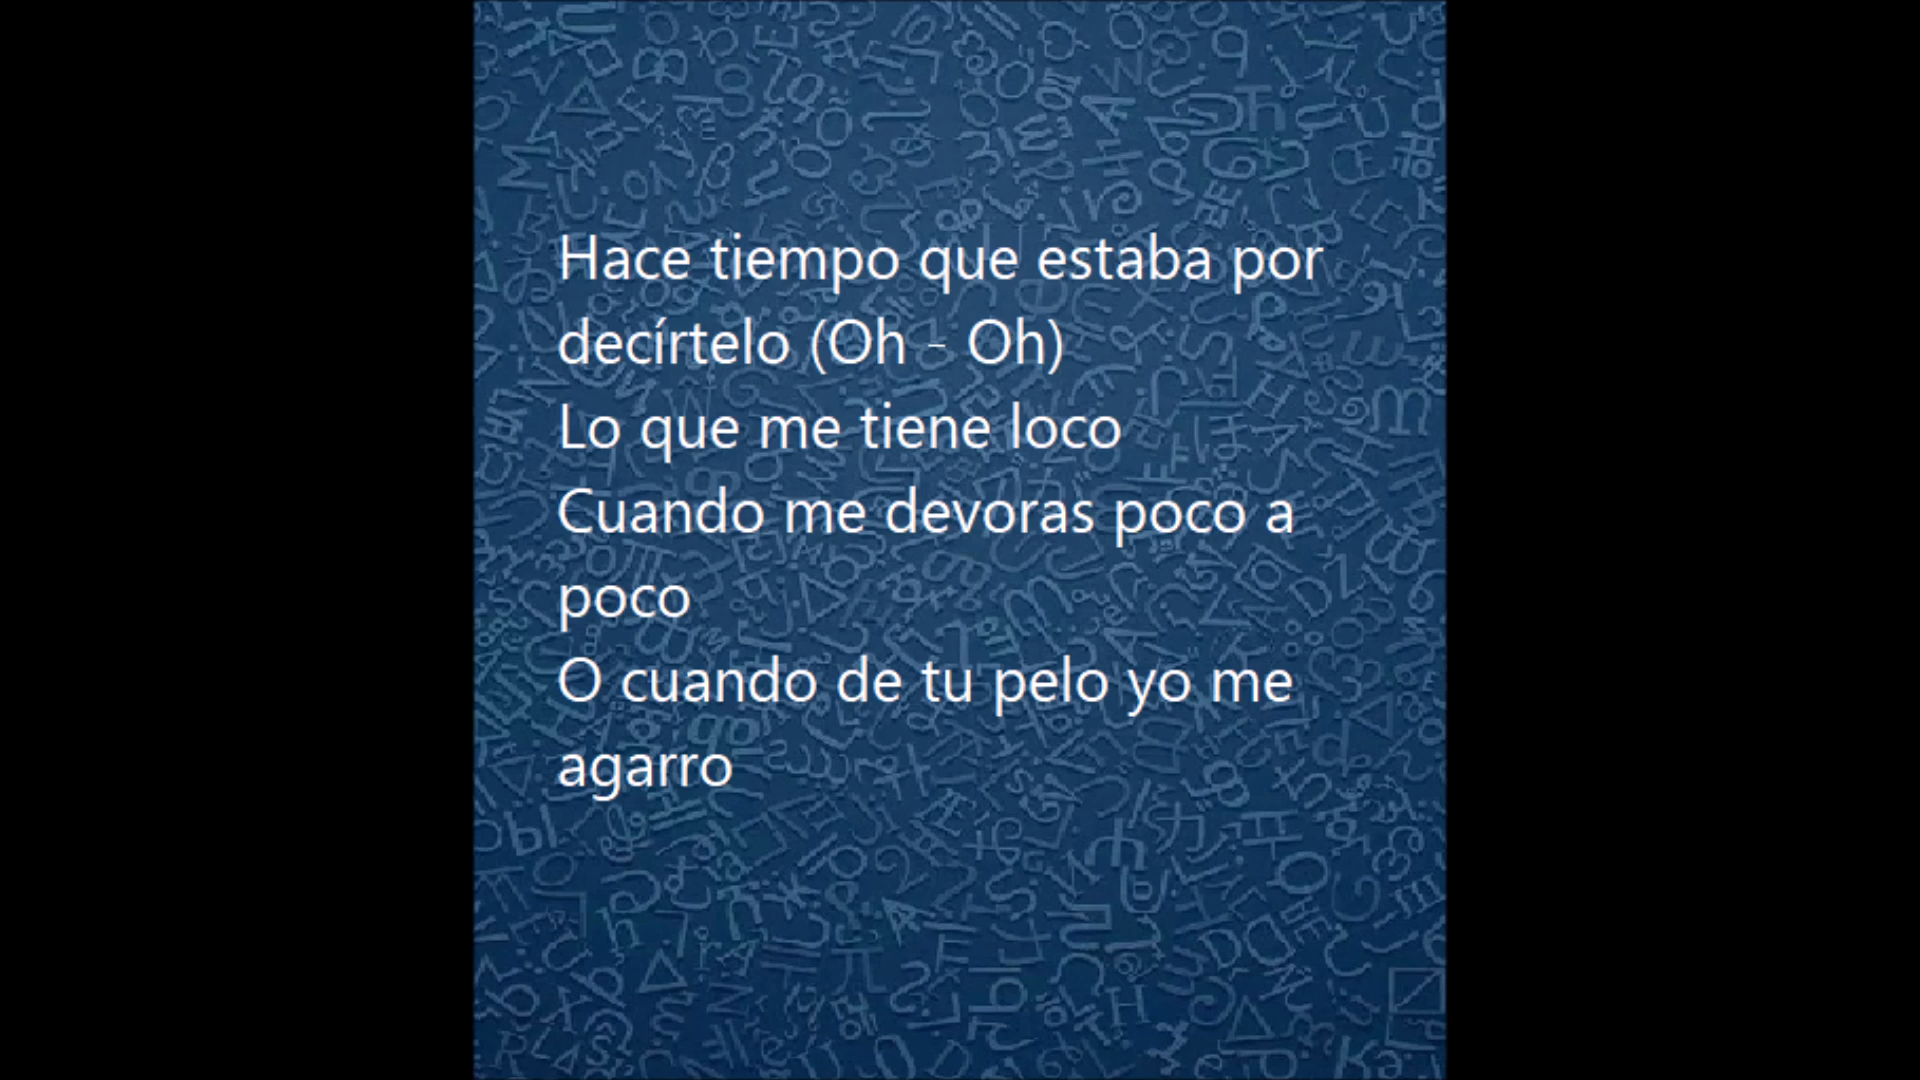 Hace tiempo que estaba por
decírtelo (Oh - Oh)
Lo que me tiene loco
Cuando me devoras poco a
poco
O cuando de tu pelo yo me
agarro